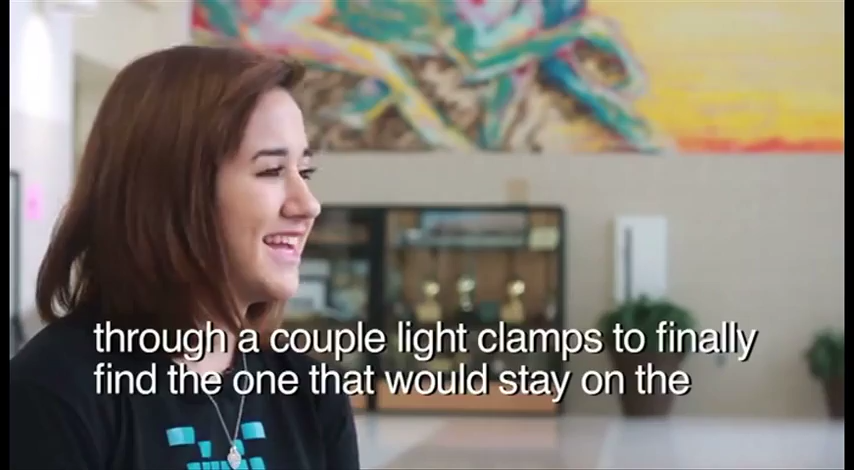 through a couple light clamps to finally
find the one that would stay on the